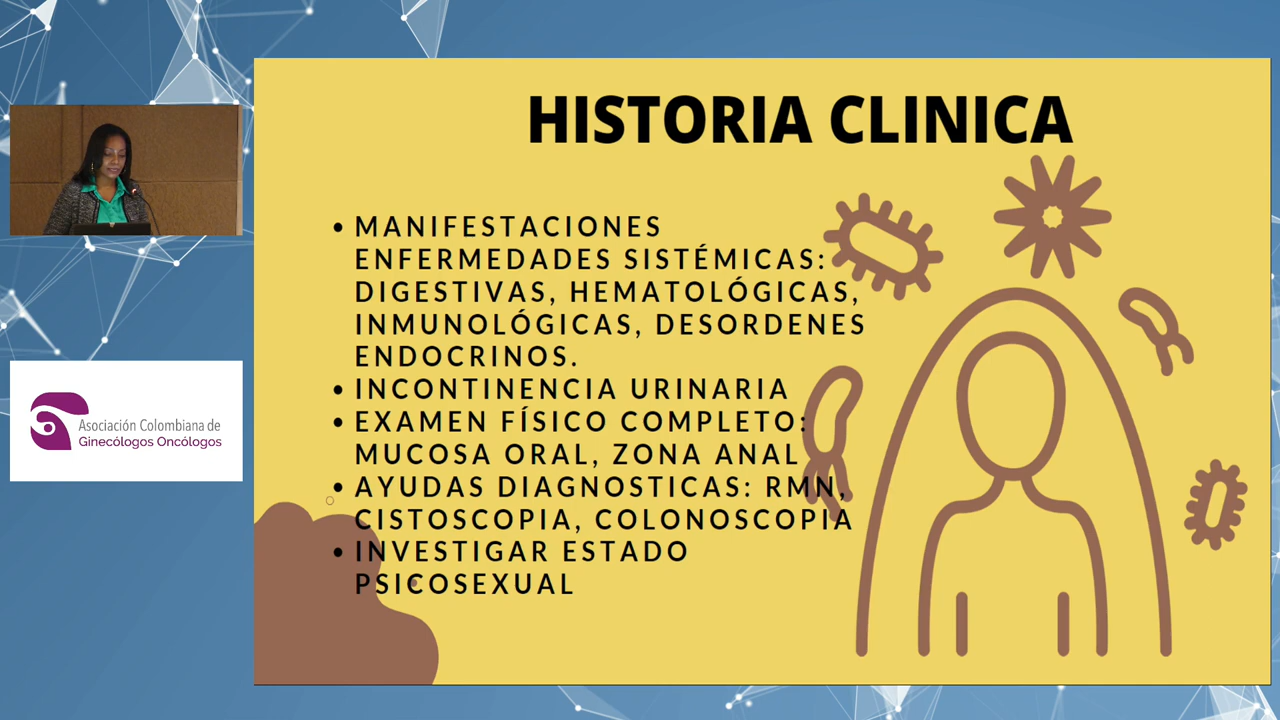 HISTORIA CLINICA
• MANIFESTACIONES
ENFERMEDADES SISTÉMICAS:
DIGESTIVAS, HEMATOLÓGICAS,
INMUNOLÓGICAS, DESORDENES
ENDOCRINOS.
• INCONTINENCIA URINARIA
• EXAMEN FÍSICO COMPLETO:
MUCOSA ORAL, ZONA ANAL
• AYUDAS DIAGNOSTICAS: RMN,
CISTOSCOPIA, COLONOSCOPIA
• INVESTIGAR ESTADO
PSICOSEXUAL
Asociación Colombiana de
Ginecólogos Oncólogos